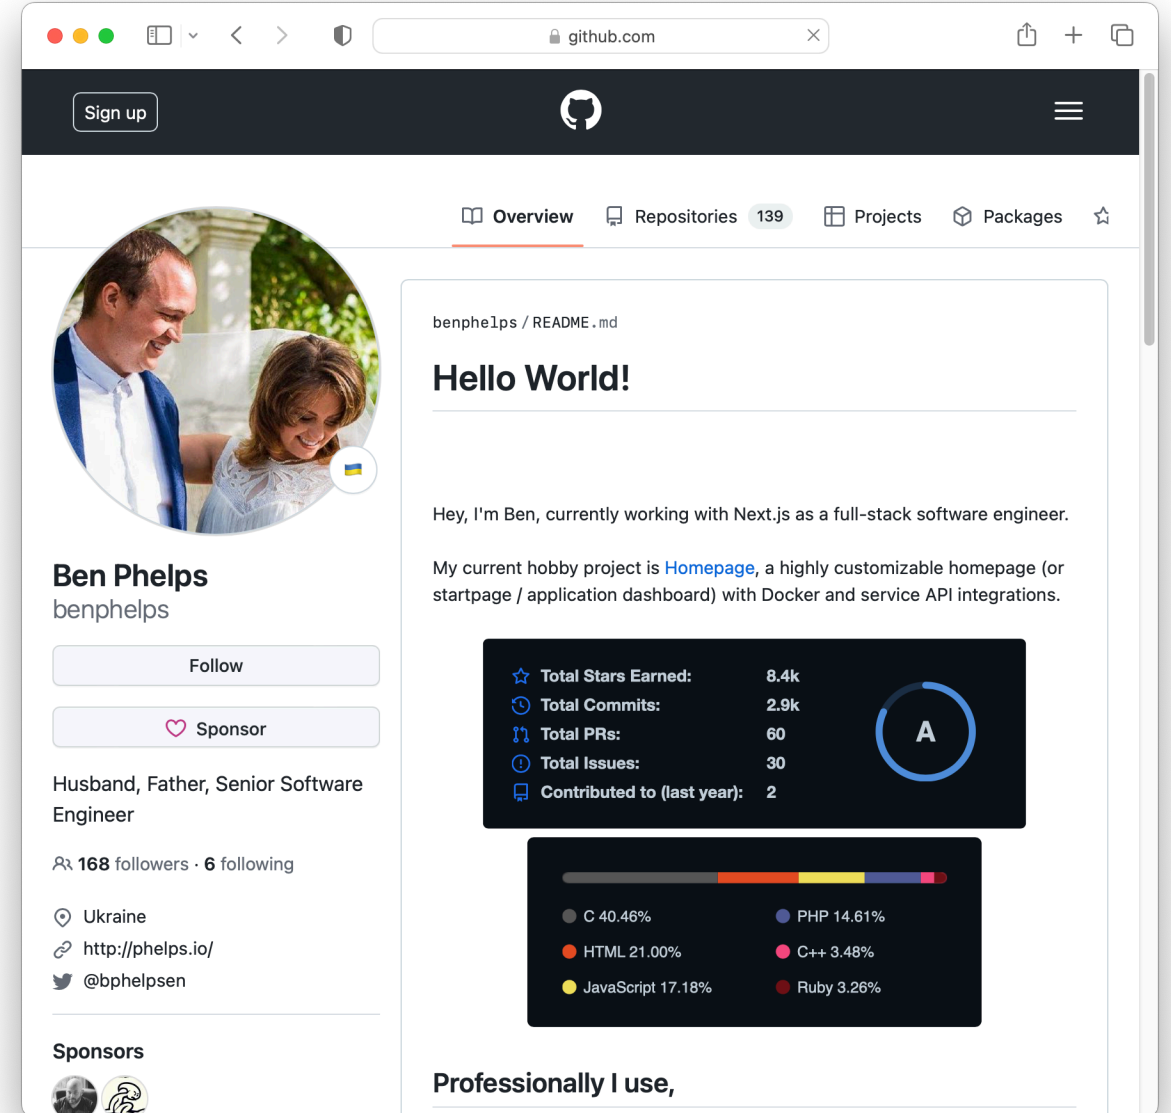 github.com
Sign up
Overview
Repositories 139
Projects
Packages
benphelps / README.md
Hello World!
Hey, I'm Ben, currently working with Next.js as a full-stack software engineer.
My current hobby project is Homepage, a highly customizable homepage (or
startpage / application dashboard) with Docker and service API integrations.
Total Stars Earned: 8.4k
Total Commits: 2.9k
Total PRs: 60
Total Issues: 30
Contributed to (last year): 2
A
C 40.46%
HTML 21.00%
JavaScript 17.18%
PHP 14.61%
C++ 3.48%
Ruby 3.26%
Professionally I use,
Ben Phelps
benphelps
Follow
Sponsor
Husband, Father, Senior Software
Engineer
168 followers · 6 following
Ukraine
http://phelps.io/
@bphelpsen
Sponsors